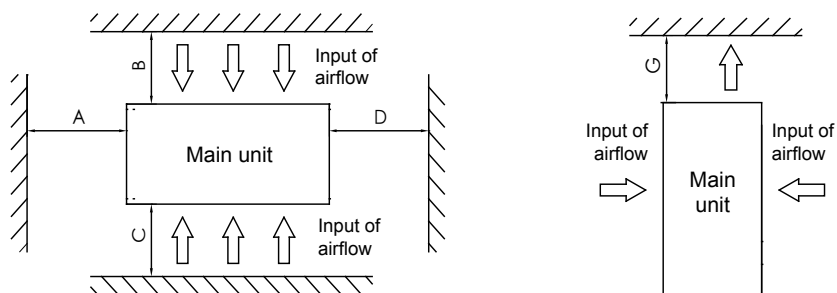 Input of
airflow
B
A
D
Main unit
C
Input of
airflow
G
Input of
airflow
Input of
airflow
Main
unit